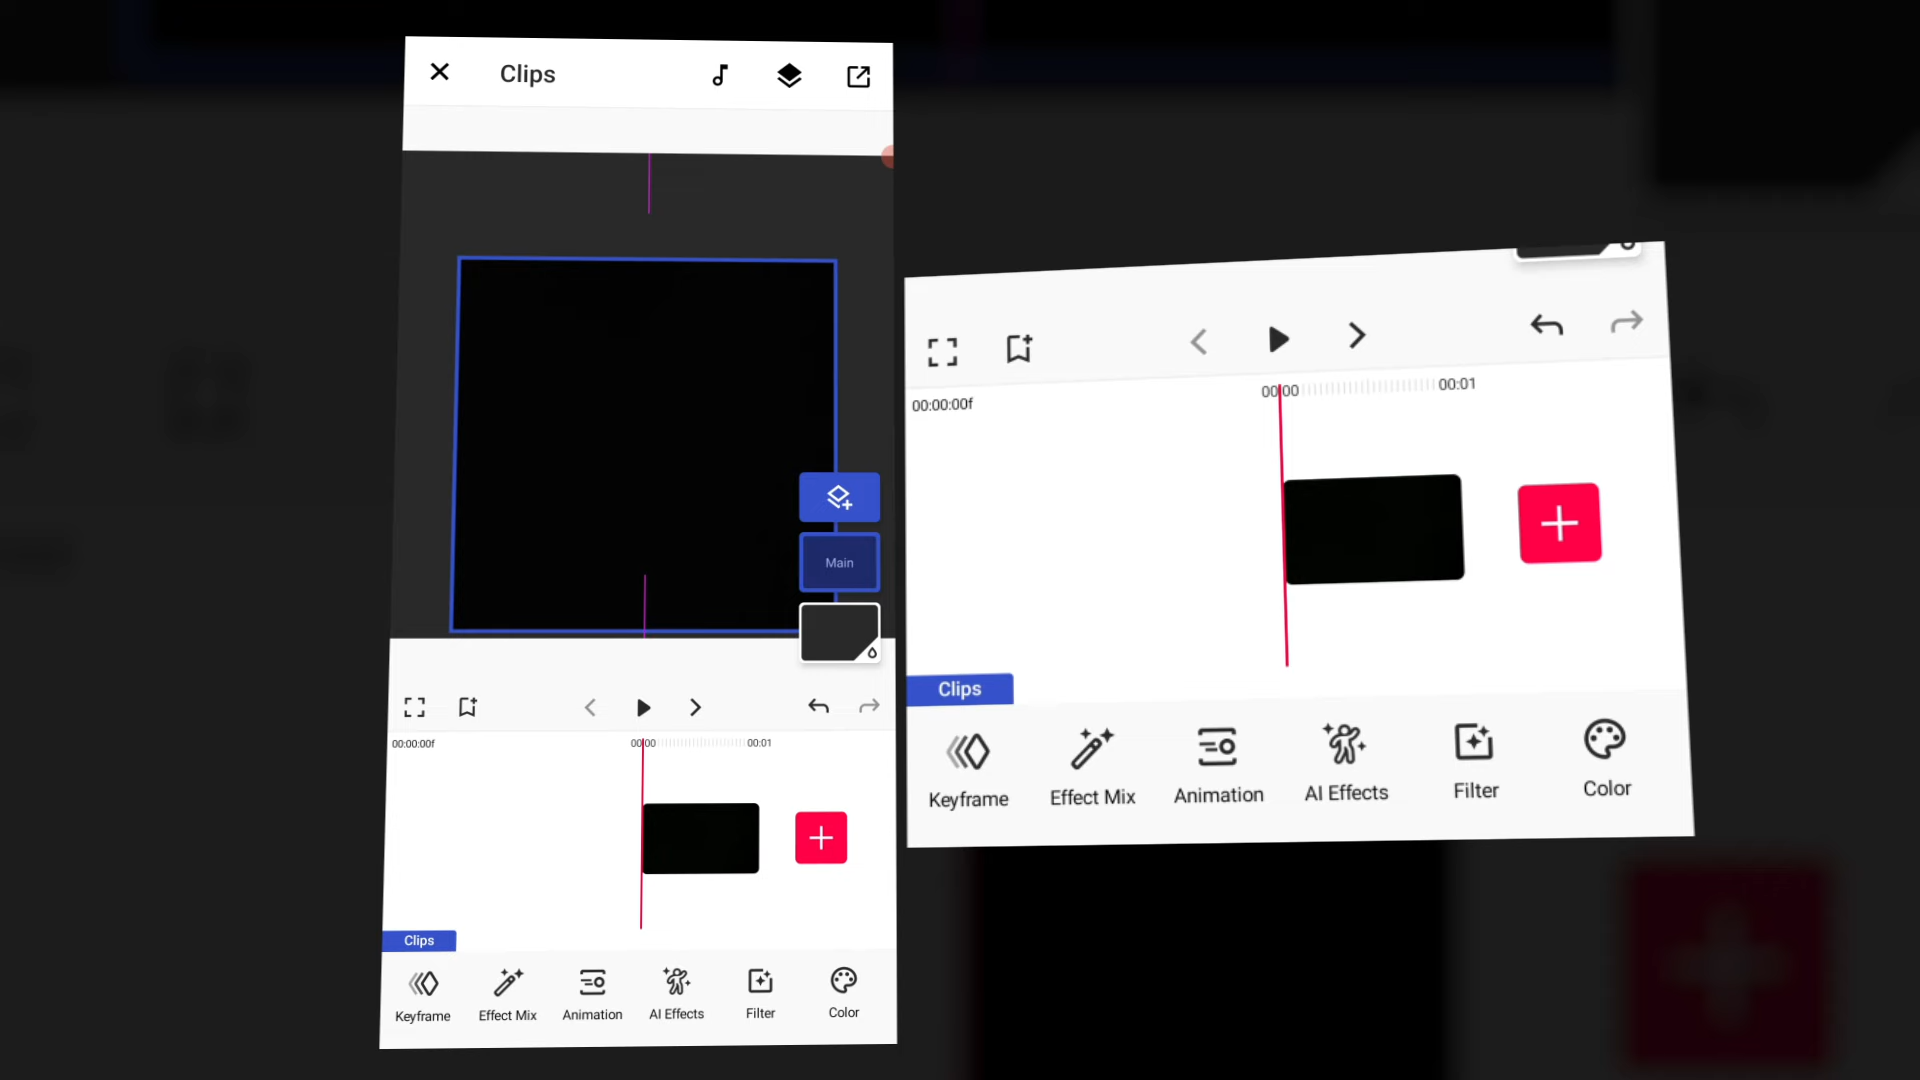 Clips
Main
00:00:00f
00:00
00:01
Clips
Keyframe
Effect Mix
Animation
AI Effects
Filter
Color
00:00:00f
00:00
00:01
Clips
Keyframe
Effect Mix
Animation
AI Effects
Filter
Color